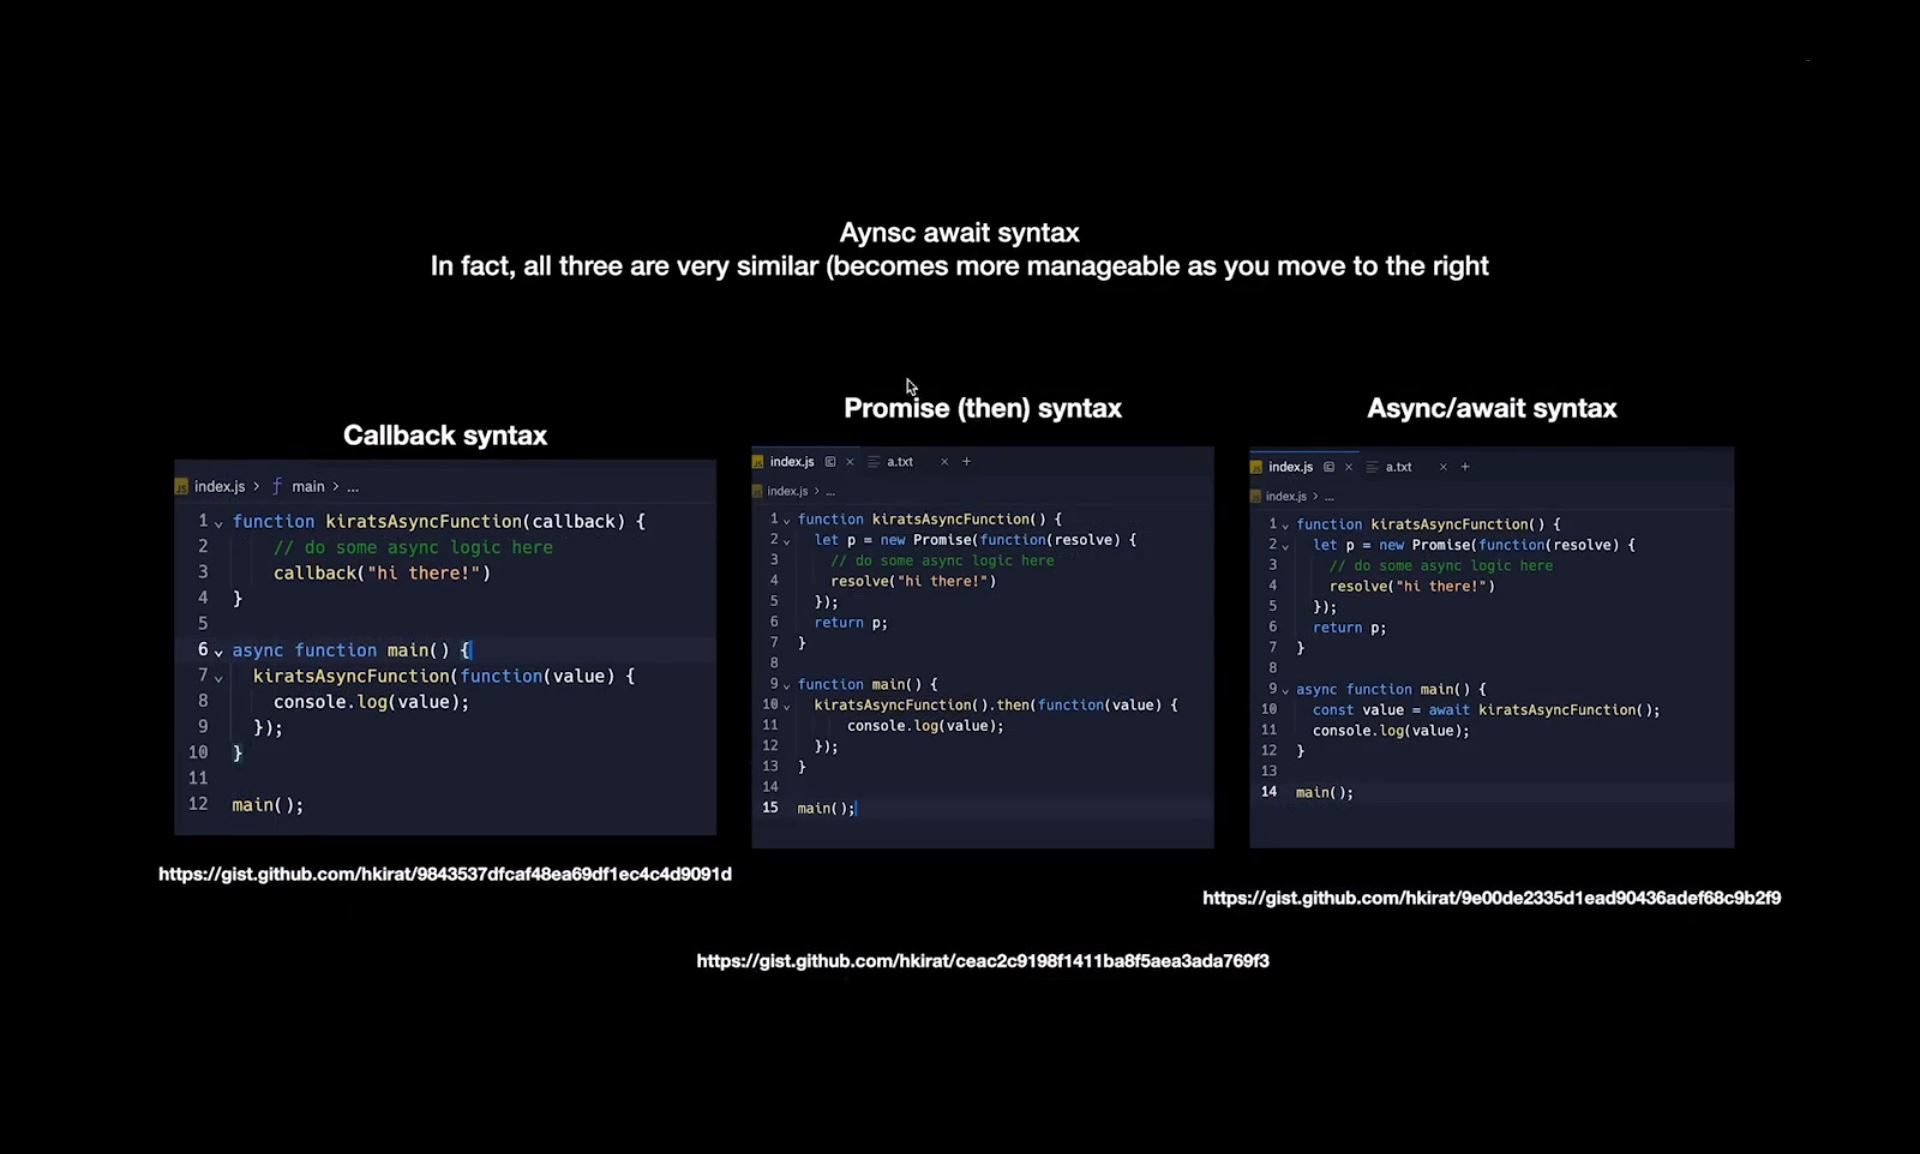 Aynsc await syntax
In fact, all three are very similar (becomes more manageable as you move to the right
Callback syntax
index.js > ƒ main > ...
1 function kiratsAsyncFunction(callback) {
2 // do some async logic here
3 callback("hi there!")
4 }
5
6 async function main() {
7 kiratsAsyncFunction(function(value) {
8 console.log(value);
9 });
10 }
11
12 main();
https://gist.github.com/hkirat/9843537dfcaf48ea69df1ec4c4d9091d
Promise (then) syntax
JS index.js × a.txt × +
JS index.js > ...
1 function kiratsAsyncFunction() {
2 let p = new Promise(function(resolve) {
3 // do some async logic here
4 resolve("hi there!")
5 });
6 return p;
7 }
8
9 function main() {
10 kiratsAsyncFunction().then(function(value) {
11 console.log(value);
12 });
13 }
14
15 main();
https://gist.github.com/hkirat/ceac2c9198f1411ba8f5aea3ada769f3
Async/await syntax
JS index.js × a.txt × +
JS index.js > ...
1 function kiratsAsyncFunction() {
2 let p = new Promise(function(resolve) {
3 // do some async logic here
4 resolve("hi there!")
5 });
6 return p;
7 }
8
9 async function main() {
10 const value = await kiratsAsyncFunction();
11 console.log(value);
12 }
13
14 main();
https://gist.github.com/hkirat/9e00de2335d1ead90436adef68c9b2f9